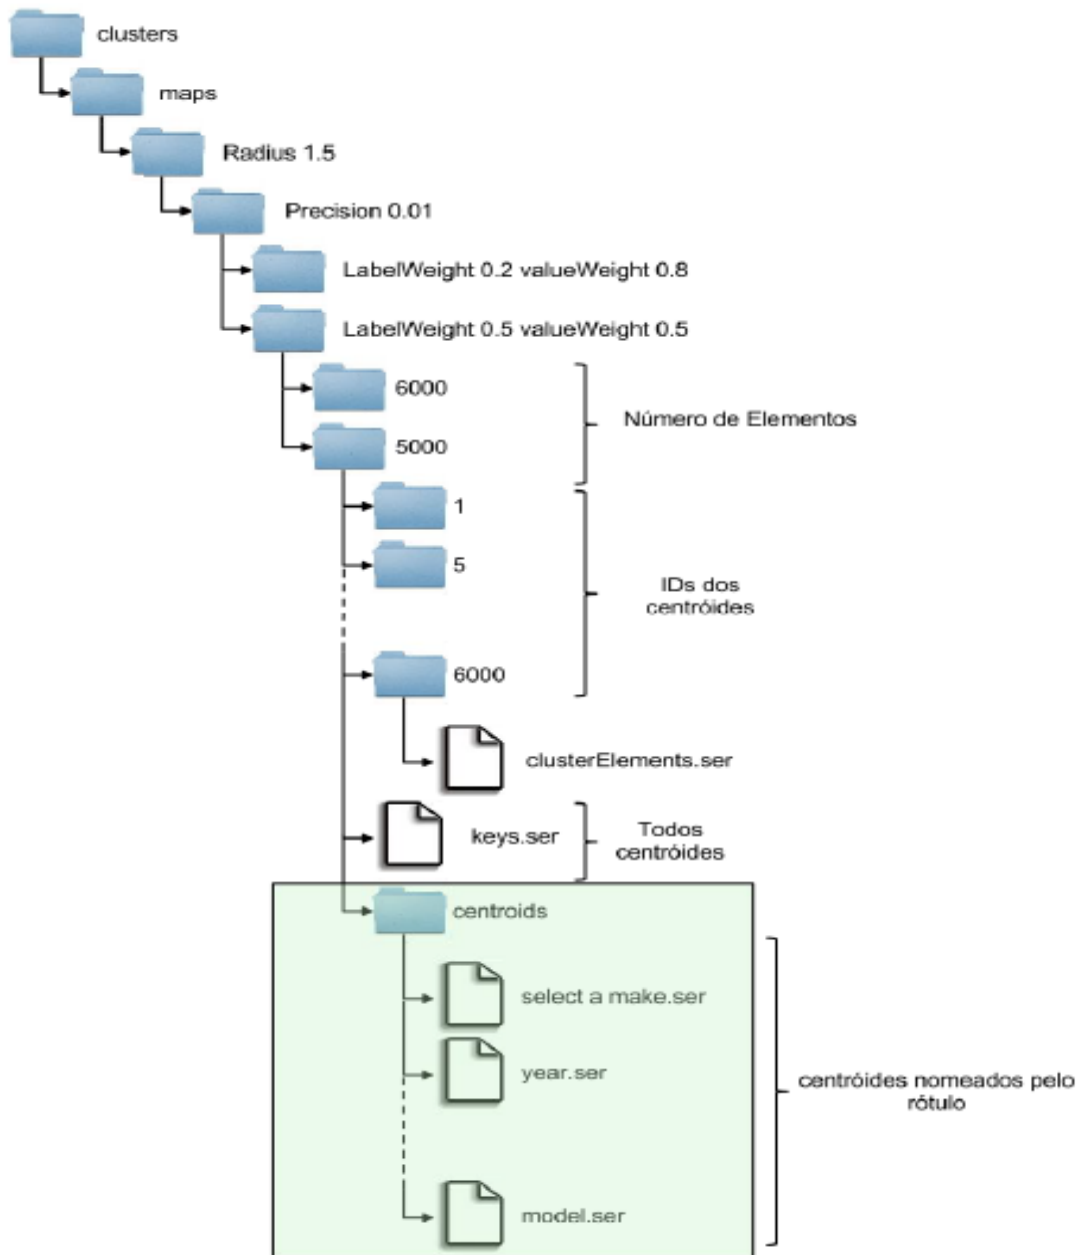 clusters
maps
Radius 1.5
Precision 0.01
LabelWeight 0.2 valueWeight 0.8
LabelWeight 0.5 valueWeight 0.5
6000
Número de Elementos
5000
1
5
IDs dos
centróides
6000
clusterElements.ser
keys.ser
Todos
centróides
centroids
select a make.ser
year.ser
centróides nomeados pelo
rótulo
model.ser